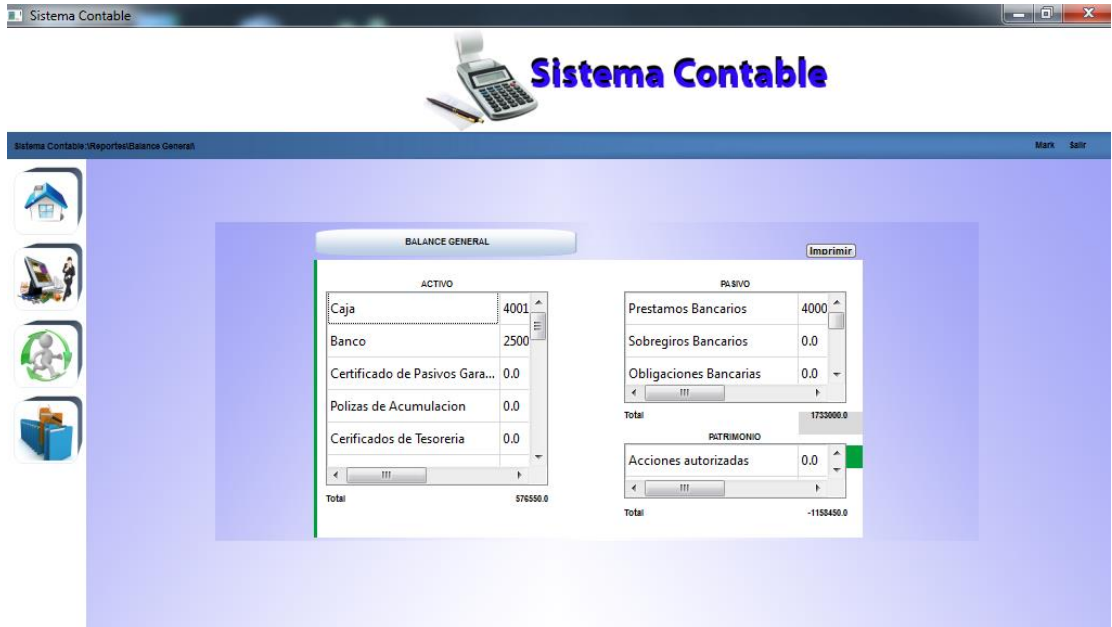 Sistema Contable
Sistema Contable
Sistema Contable:\Reportes\Balance General\
Mark Salir
BALANCE GENERAL
Imprimir
ACTIVO
Caja 4001
Banco 2500
Certificado de Pasivos Gara... 0.0
Polizas de Acumulacion 0.0
Cerificados de Tesoreria 0.0
Total 576550.0
PASIVO
Prestamos Bancarios 4000
Sobregiros Bancarios 0.0
Obligaciones Bancarias 0.0
Total 1733000.0
PATRIMONIO
Acciones autorizadas 0.0
Total -1158450.0